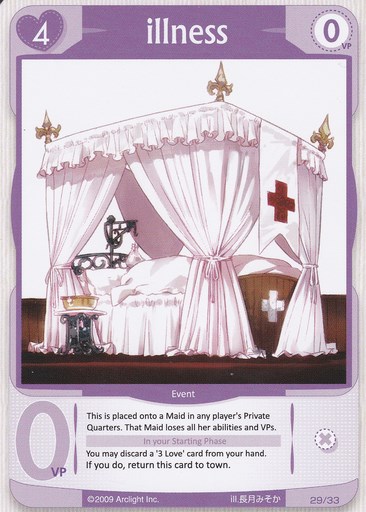 4
illness
0
VP
Event
0
VP
This is placed onto a Maid in any player's Private
Quarters. That Maid loses all her abilities and VPs.
In your Starting Phase
You may discard a '3 Love' card from your hand.
If you do, return this card to town.
©2009 Arclight Inc.
ill.長月みそか
29/33